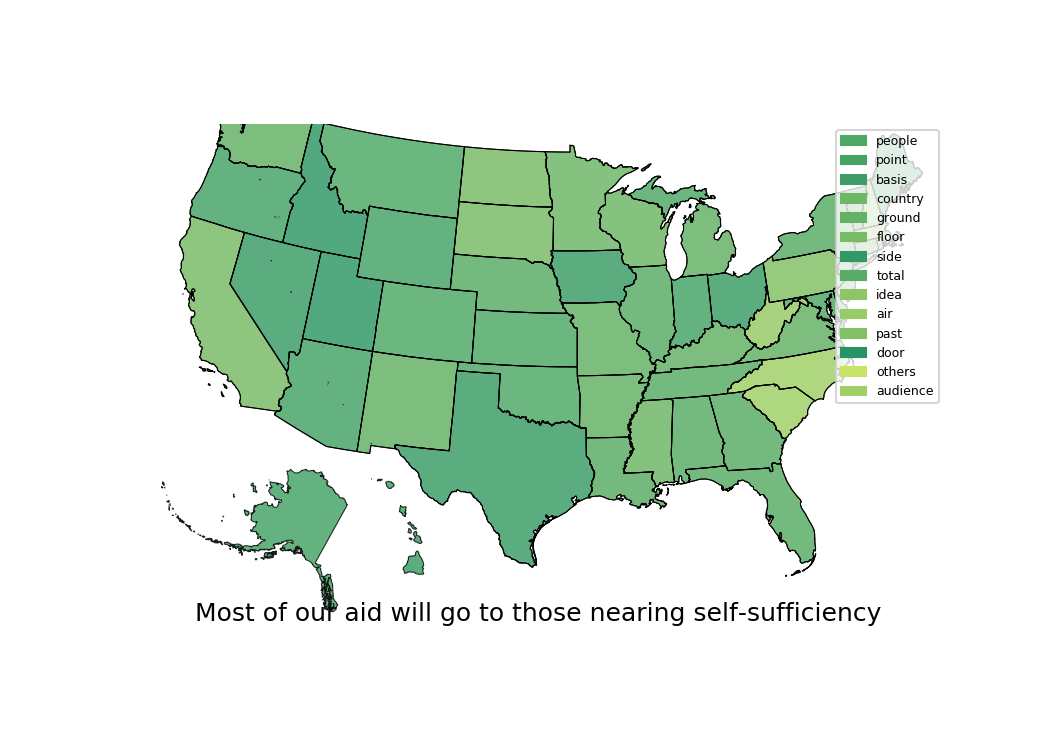 people
point
basis
country
ground
floor
side
total
idea
air
past
door
others
audience
Most of our aid will go to those nearing self-sufficiency